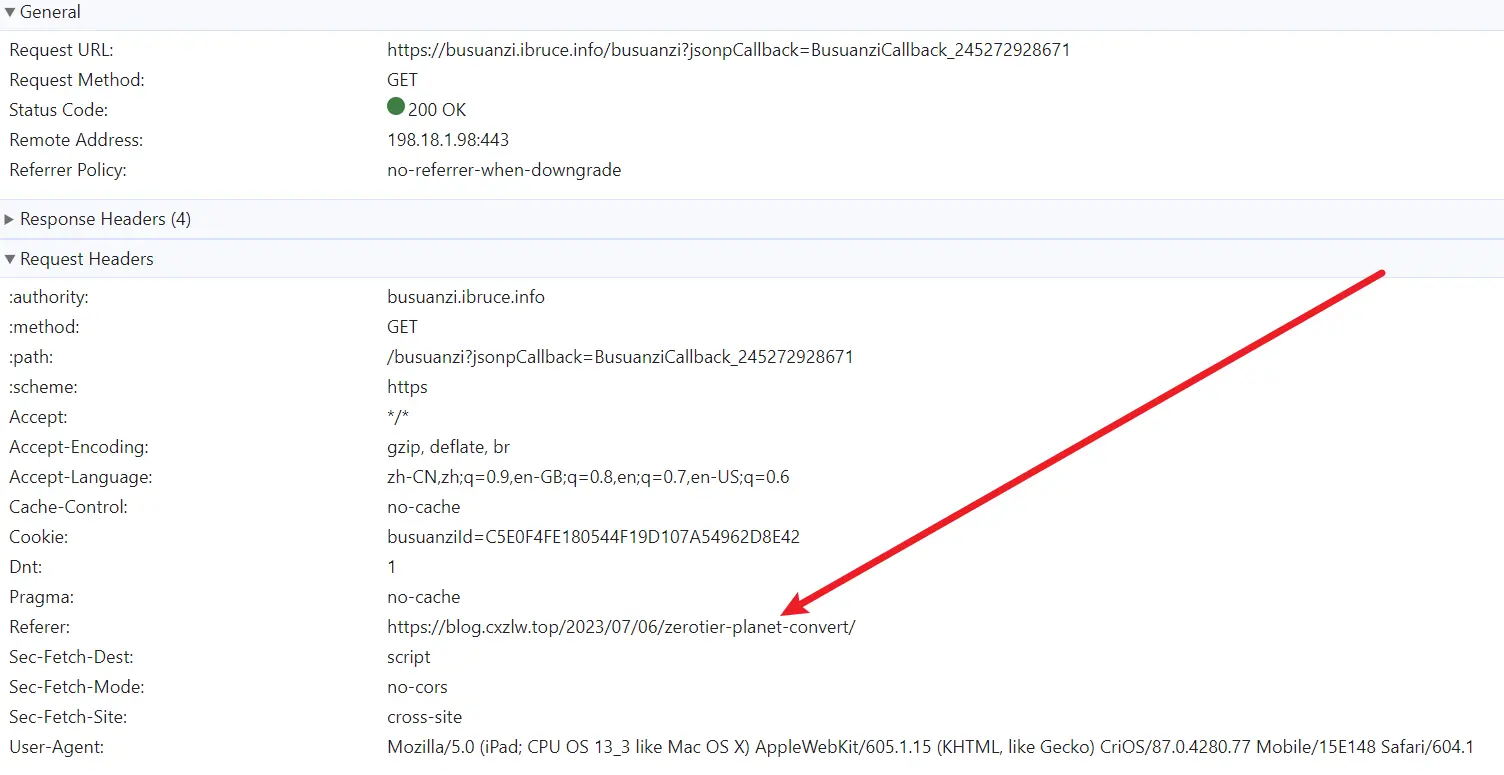 General
Request URL: https://busuanzi.ibruce.info/busuanzi?jsonpCallback=BusuanziCallback_245272928671
Request Method: GET
Status Code: 200 OK
Remote Address: 198.18.1.98:443
Referrer Policy: no-referrer-when-downgrade
Response Headers (4)
Request Headers
:authority: busuanzi.ibruce.info
:method: GET
:path: /busuanzi?jsonpCallback=BusuanziCallback_245272928671
:scheme: https
Accept: */*
Accept-Encoding: gzip, deflate, br
Accept-Language: zh-CN,zh;q=0.9,en-GB;q=0.8,en;q=0.7,en-US;q=0.6
Cache-Control: no-cache
Cookie: busuanziId=C5E0F4FE180544F19D107A54962D8E42
Dnt: 1
Pragma: no-cache
Referer: https://blog.cxzlw.top/2023/07/06/zerotier-planet-convert/
Sec-Fetch-Dest: script
Sec-Fetch-Mode: no-cors
Sec-Fetch-Site: cross-site
User-Agent: Mozilla/5.0 (iPad; CPU OS 13_3 like Mac OS X) AppleWebKit/605.1.15 (KHTML, like Gecko) CriOS/87.0.4280.77 Mobile/15E148 Safari/604.1